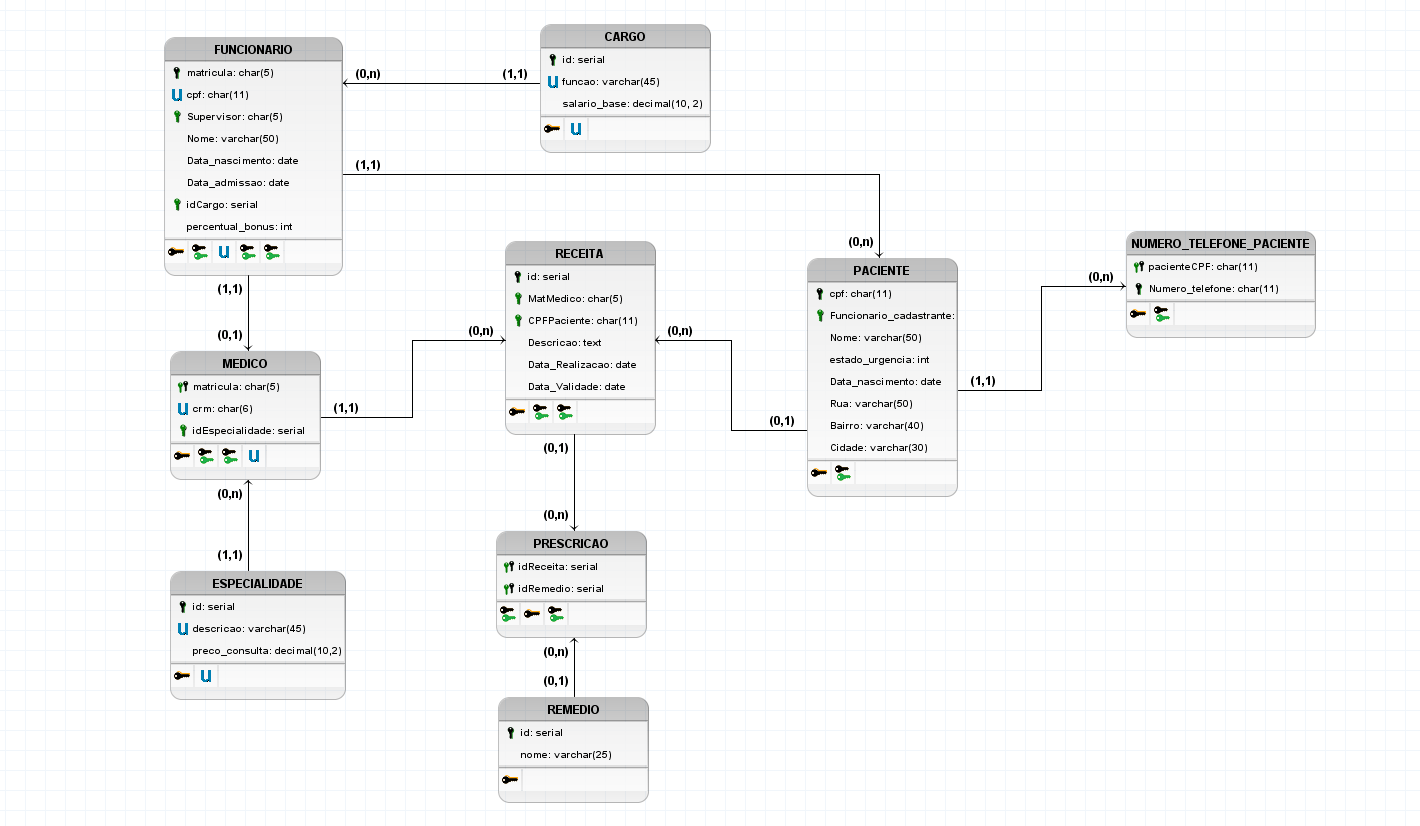 FUNCIONARIO
matricula: char(5)
cpf: char(11)
Supervisor: char(5)
Nome: varchar(50)
Data_nascimento: date
Data_admissao: date
idCargo: serial
percentual_bonus: int
(0,n)
(1,1)
CARGO
id: serial
funcao: varchar(45)
salario_base: decimal(10, 2)
(1,1)
(0,n)
(1,1)
(0,1)
MEDICO
matricula: char(5)
crm: char(6)
idEspecialidade: serial
(1,1)
(0,n)
RECEITA
id: serial
MatMedico: char(5)
CPFPaciente: char(11)
Descricao: text
Data_Realizacao: date
Data_Validade: date
(0,n)
(0,1)
PACIENTE
cpf: char(11)
Funcionario_cadastrante:
Nome: varchar(50)
estado_urgencia: int
Data_nascimento: date
Rua: varchar(50)
Bairro: varchar(40)
Cidade: varchar(30)
(1,1)
(0,n)
NUMERO_TELEFONE_PACIENTE
pacienteCPF: char(11)
Numero_telefone: char(11)
(0,n)
(1,1)
ESPECIALIDADE
id: serial
descricao: varchar(45)
preco_consulta: decimal(10,2)
(0,1)
(0,n)
PRESCRICAO
idReceita: serial
idRemedio: serial
(0,n)
(0,1)
REMEDIO
id: serial
nome: varchar(25)